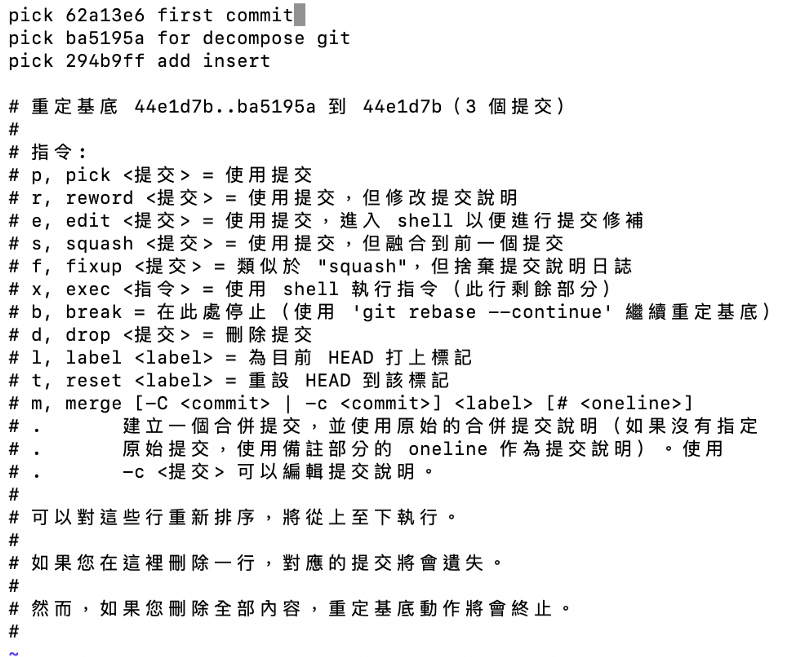 pick 62a13e6 first commit
pick ba5195a for decompose git
pick 294b9ff add insert
# 重定基底 44e1d7b..ba5195a 到 44e1d7b（3 個提交）
#
# 指令：
# p, pick <提交> = 使用提交
# r, reword <提交> = 使用提交，但修改提交說明
# e, edit <提交> = 使用提交，進入 shell 以便進行提交修補
# s, squash <提交> = 使用提交，但融合到前一個提交
# f, fixup <提交> = 類似於 "squash"，但捨棄提交說明日誌
# x, exec <指令> = 使用 shell 執行指令（此行剩餘部分）
# b, break = 在此處停止（使用 'git rebase --continue' 繼續重定基底）
# d, drop <提交> = 刪除提交
# l, label <label> = 為目前 HEAD 打上標記
# t, reset <label> = 重設 HEAD 到該標記
# m, merge [-C <commit> | -c <commit>] <label> [# <oneline>]
# .       建立一個合併提交，並使用原始的合併提交說明（如果沒有指定
# .       原始提交，使用備註部分的 oneline 作為提交說明）。使用
# .       -c <提交> 可以編輯提交說明。
#
# 可以對這些行重新排序，將從上至下執行。
#
# 如果您在這裡刪除一行，對應的提交將會遺失。
#
# 然而，如果您刪除全部內容，重定基底動作將會終止。
#
~